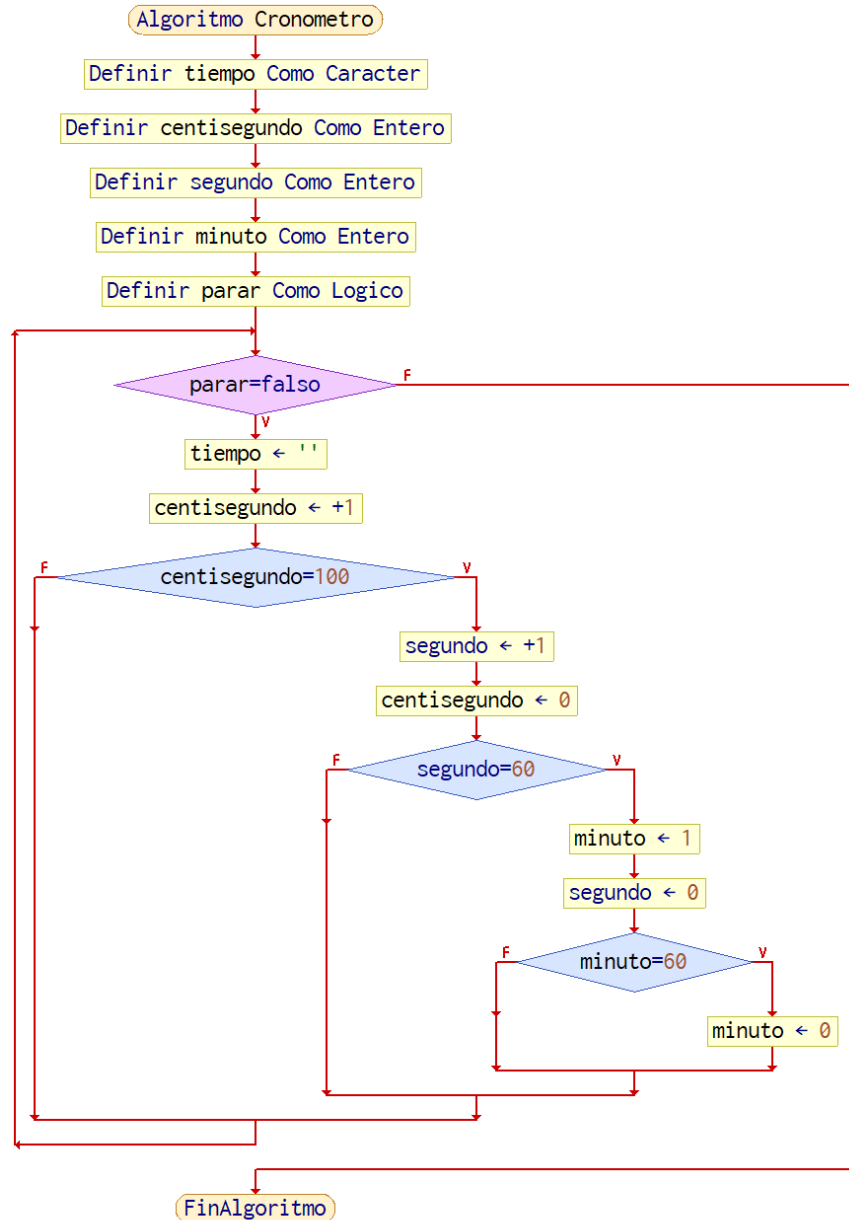 Algoritmo Cronometro
Definir tiempo Como Caracter
Definir centisegundo Como Entero
Definir segundo Como Entero
Definir minuto Como Entero
Definir parar Como Logico
parar=falso
F
V
tiempo ← ''
centisegundo ← +1
F
centisegundo=100
V
segundo ← +1
centisegundo ← 0
F
segundo=60
V
minuto ← 1
segundo ← 0
F
minuto=60
V
minuto ← 0
FinAlgoritmo